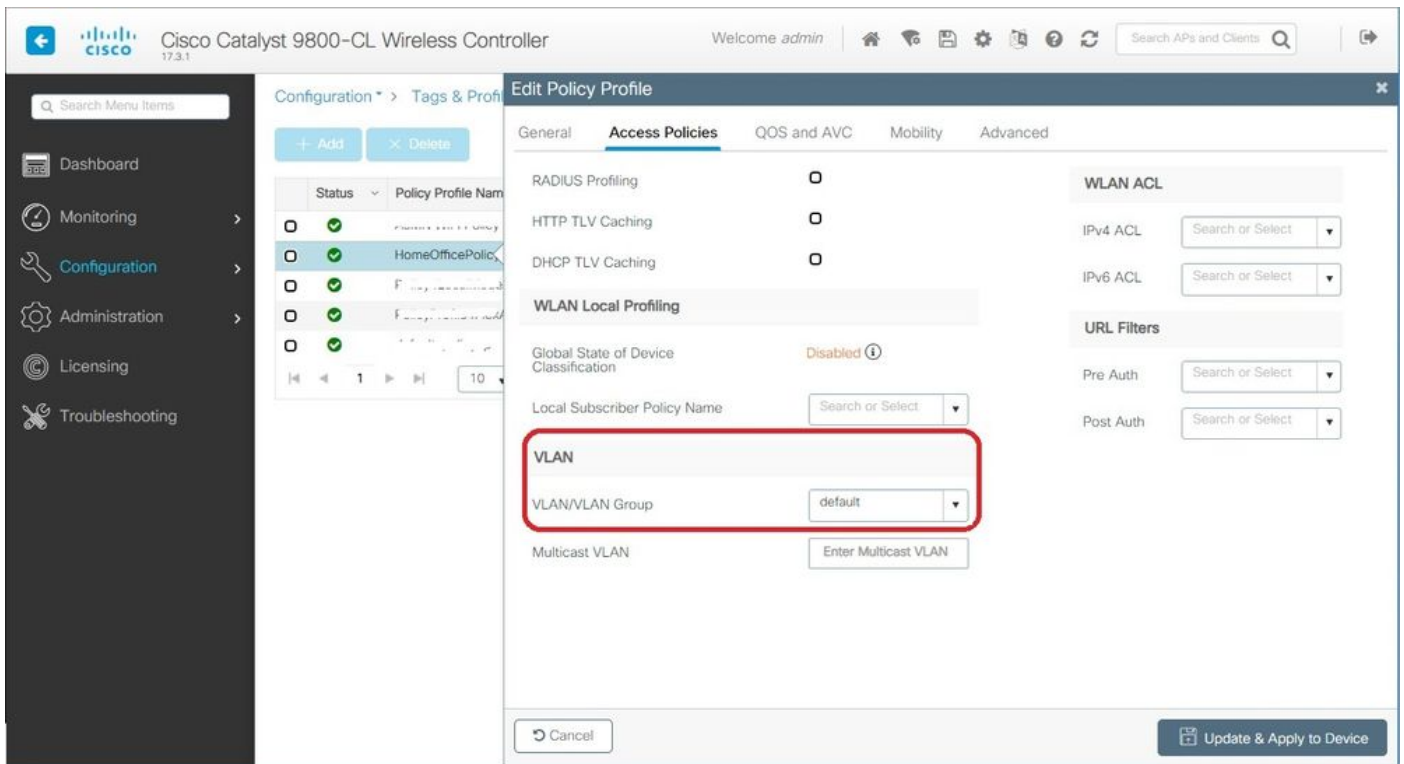 CISCO
Cisco Catalyst 9800-CL Wireless Controller
17.3.1
Welcome admin
Search APs and Clients
Search Menu Items
Dashboard
Monitoring
Configuration
Administration
Licensing
Troubleshooting
Configuration > Tags & Profi
+ Add
× Delete
Status
Policy Profile Nam
HomeOfficePolic
1
10
Edit Policy Profile
General
Access Policies
QOS and AVC
Mobility
Advanced
RADIUS Profiling
HTTP TLV Caching
DHCP TLV Caching
WLAN Local Profiling
Global State of Device
Classification
Disabled
Local Subscriber Policy Name
Search or Select
VLAN
VLAN/VLAN Group
default
Multicast VLAN
Enter Multicast VLAN
WLAN ACL
IPv4 ACL
Search or Select
IPv6 ACL
Search or Select
URL Filters
Pre Auth
Search or Select
Post Auth
Search or Select
Cancel
Update & Apply to Device